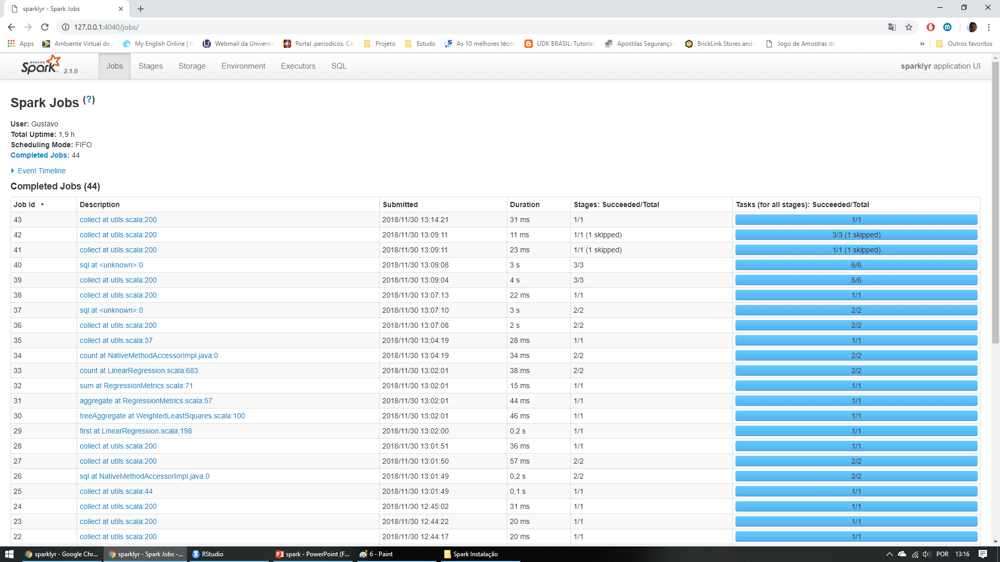 sparklyr - Spark Jobs
127.0.0.1:4040/jobs/
Apps Ambiente Virtual de My English Online | Webmail da Universi Portal .periodicos. CA Projeto Estudo As 10 melhores técni UDK BRASIL: Tutoriai Apostilas Segurança BrickLink Stores and Jogo de Amostras do » Outros favoritos
APACHE Spark 2.1.0 Jobs Stages Storage Environment Executors SQL sparklyr application UI
Spark Jobs (?)
User: Gustavo
Total Uptime: 1,9 h
Scheduling Mode: FIFO
Completed Jobs: 44
Event Timeline
Completed Jobs (44)
Job Id Description Submitted Duration Stages: Succeeded/Total Tasks (for all stages): Succeeded/Total
43 collect at utils.scala:200 2018/11/30 13:14:21 31 ms 1/1 1/1
42 collect at utils.scala:200 2018/11/30 13:09:11 11 ms 1/1 (1 skipped) 3/3 (1 skipped)
41 collect at utils.scala:200 2018/11/30 13:09:11 23 ms 1/1 (1 skipped) 1/1 (1 skipped)
40 sql at <unknown>:0 2018/11/30 13:09:08 3 s 3/3 6/6
39 collect at utils.scala:200 2018/11/30 13:09:04 4 s 3/3 6/6
38 collect at utils.scala:200 2018/11/30 13:07:13 22 ms 1/1 1/1
37 sql at <unknown>:0 2018/11/30 13:07:10 3 s 2/2 2/2
36 collect at utils.scala:200 2018/11/30 13:07:08 2 s 2/2 2/2
35 collect at utils.scala:37 2018/11/30 13:04:19 28 ms 1/1 1/1
34 count at NativeMethodAccessorImpl.java:0 2018/11/30 13:04:19 34 ms 2/2 2/2
33 count at LinearRegression.scala:683 2018/11/30 13:02:01 38 ms 2/2 2/2
32 sum at RegressionMetrics.scala:71 2018/11/30 13:02:01 15 ms 1/1 1/1
31 aggregate at RegressionMetrics.scala:57 2018/11/30 13:02:01 44 ms 1/1 1/1
30 treeAggregate at WeightedLeastSquares.scala:100 2018/11/30 13:02:01 46 ms 1/1 1/1
29 first at LinearRegression.scala:198 2018/11/30 13:02:00 0,2 s 1/1 1/1
28 collect at utils.scala:200 2018/11/30 13:01:51 36 ms 1/1 1/1
27 collect at utils.scala:200 2018/11/30 13:01:50 57 ms 2/2 2/2
26 sql at NativeMethodAccessorImpl.java:0 2018/11/30 13:01:49 0,2 s 2/2 2/2
25 collect at utils.scala:44 2018/11/30 13:01:49 0,1 s 1/1 1/1
24 collect at utils.scala:200 2018/11/30 12:45:02 31 ms 1/1 1/1
23 collect at utils.scala:200 2018/11/30 12:44:22 20 ms 1/1 1/1
22 collect at utils.scala:200 2018/11/30 12:44:17 20 ms 1/1 1/1
sparklyr - Google Chr... sparklyr - Spark Jobs -... RStudio spark - PowerPoint (F... 6 - Paint Spark Instalação POR 13:16